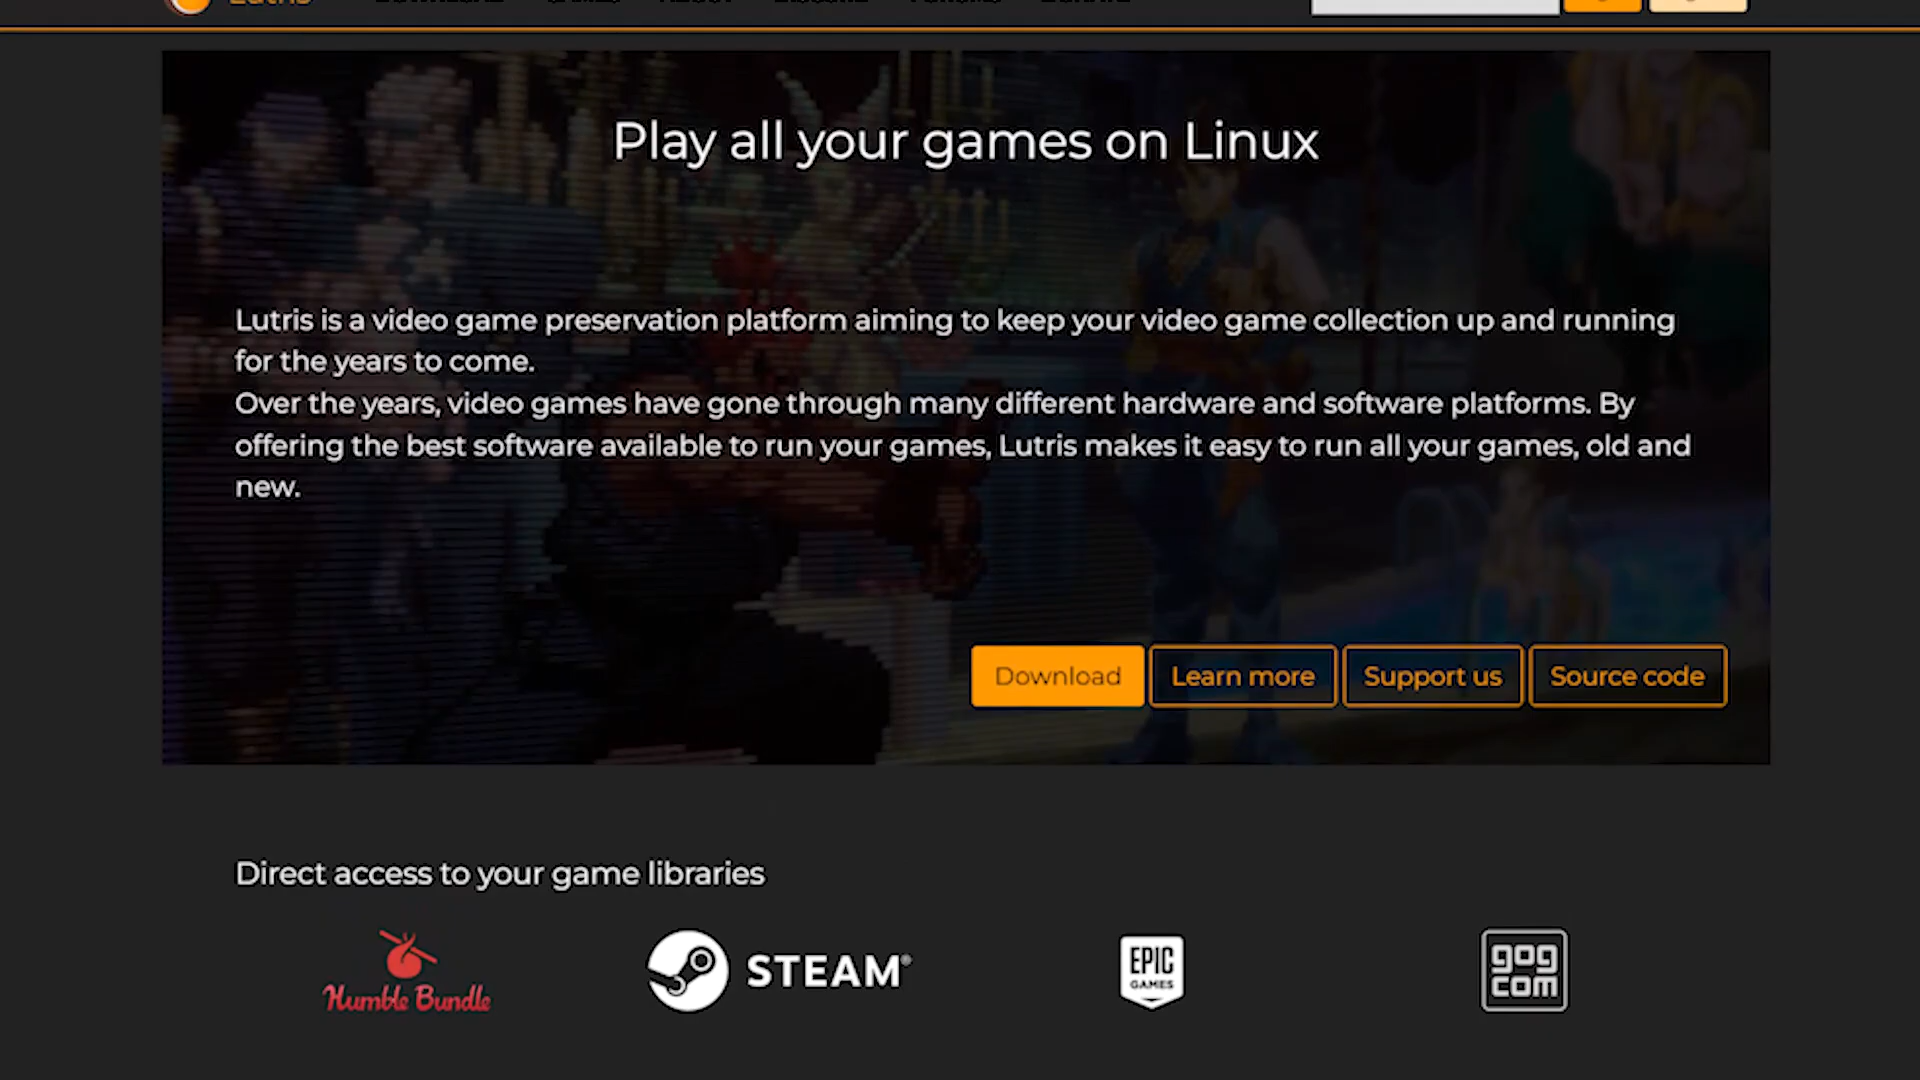 Play all your games on Linux
Lutris is a video game preservation platform aiming to keep your video game collection up and running
for the years to come.
Over the years, video games have gone through many different hardware and software platforms. By
offering the best software available to run your games, Lutris makes it easy to run all your games, old and
new.
Download Learn more Support us Source code
Direct access to your game libraries
Humble Bundle STEAM® EPIC GAMES gog com